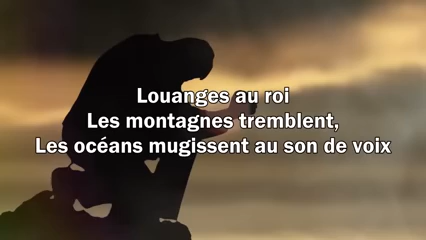 Louanges au roi
Les montagnes tremblent,
Les océans mugissent au son de voix